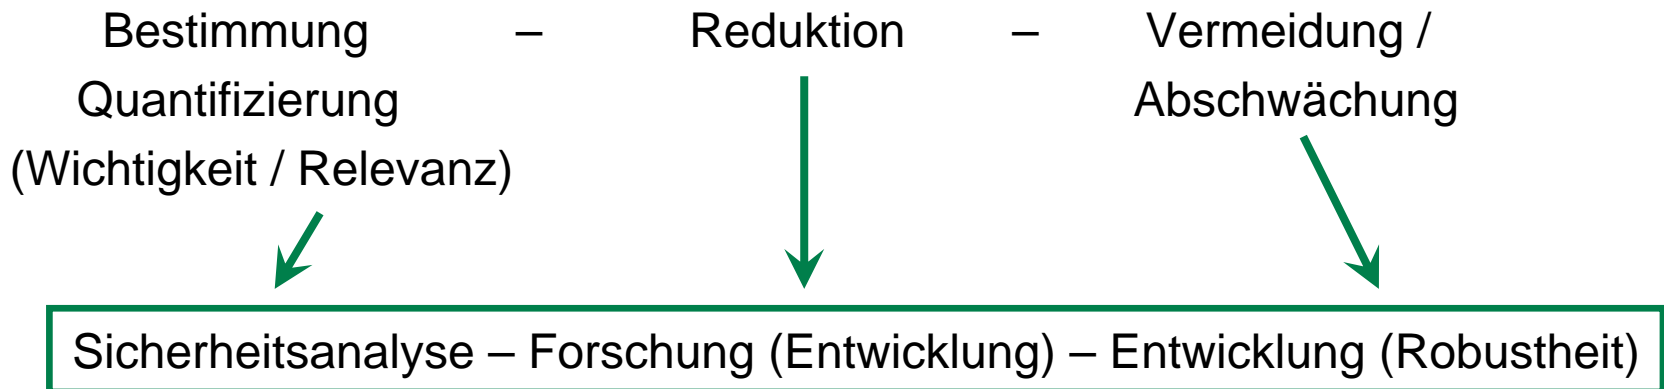 Bestimmung – Reduktion – Vermeidung /
Quantifizierung Abschwächung
(Wichtigkeit / Relevanz)
Sicherheitsanalyse – Forschung (Entwicklung) – Entwicklung (Robustheit)